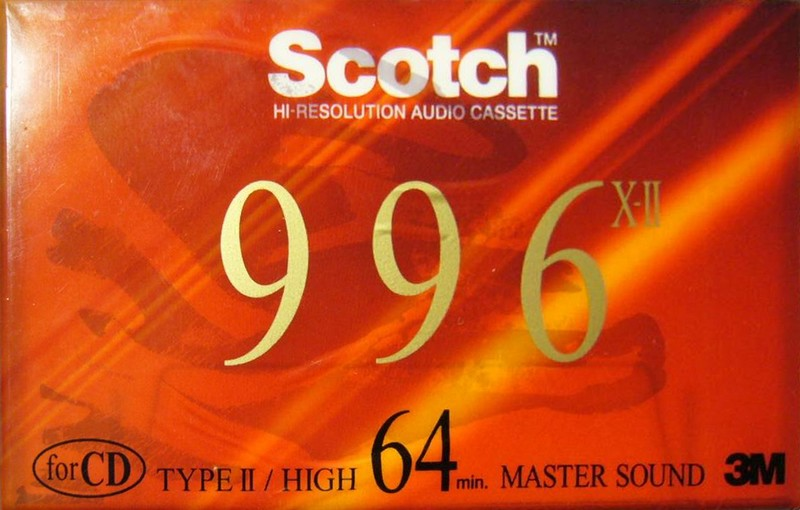 Scotch™
HI-RESOLUTION AUDIO CASSETTE
996 X-II
for CD TYPE II / HIGH 64 min. MASTER SOUND 3M